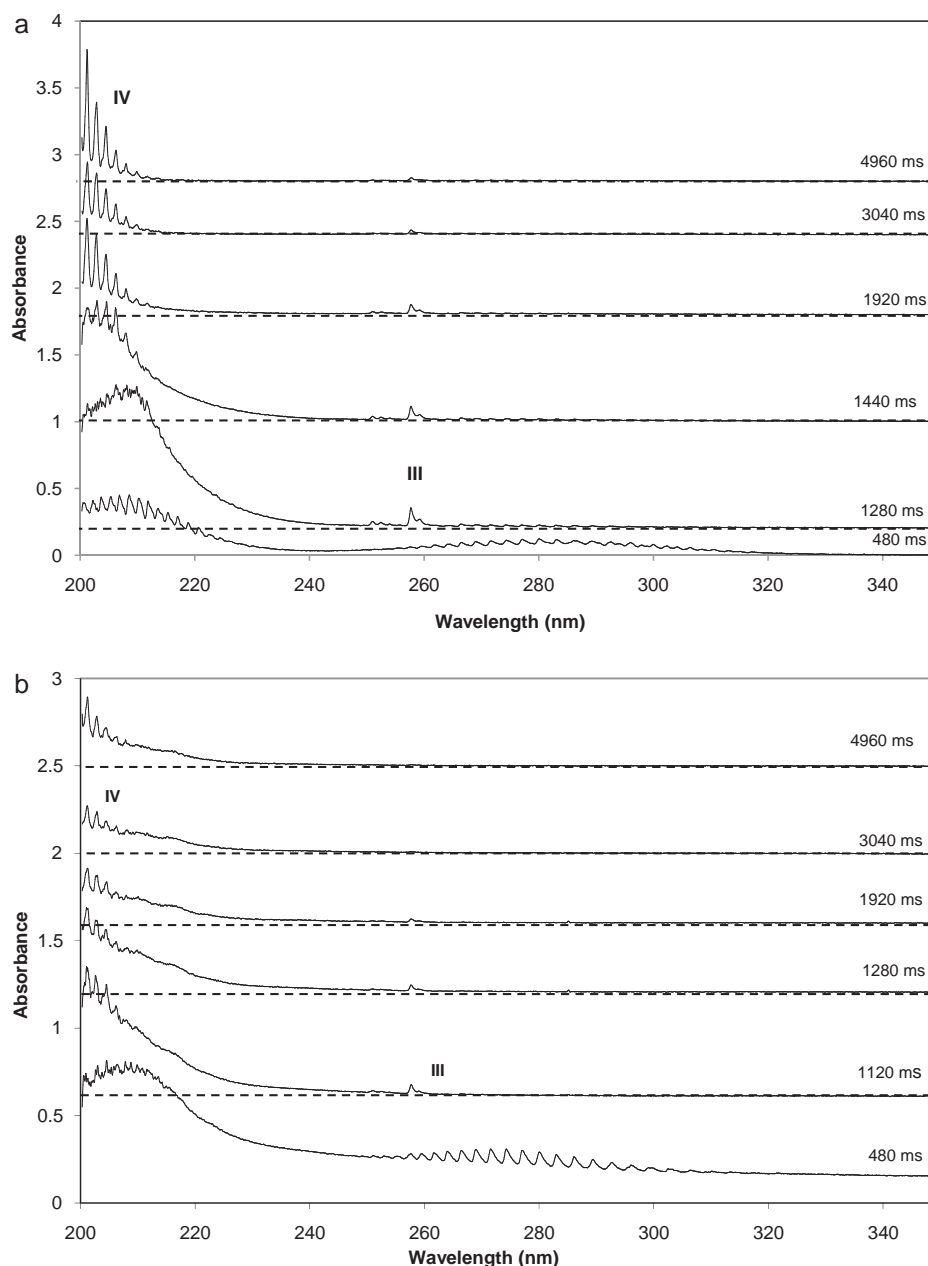 a
4
3.5
3
2.5
2
1.5
1
0.5
0
Absorbance
IV
III
4960 ms
3040 ms
1920 ms
1440 ms
1280 ms
480 ms
200 220 240 260 280 300 320 340
Wavelength (nm)
b
3
2.5
2
1.5
1
0.5
0
Absorbance
IV
III
4960 ms
3040 ms
1920 ms
1280 ms
1120 ms
480 ms
200 220 240 260 280 300 320 340
Wavelength (nm)